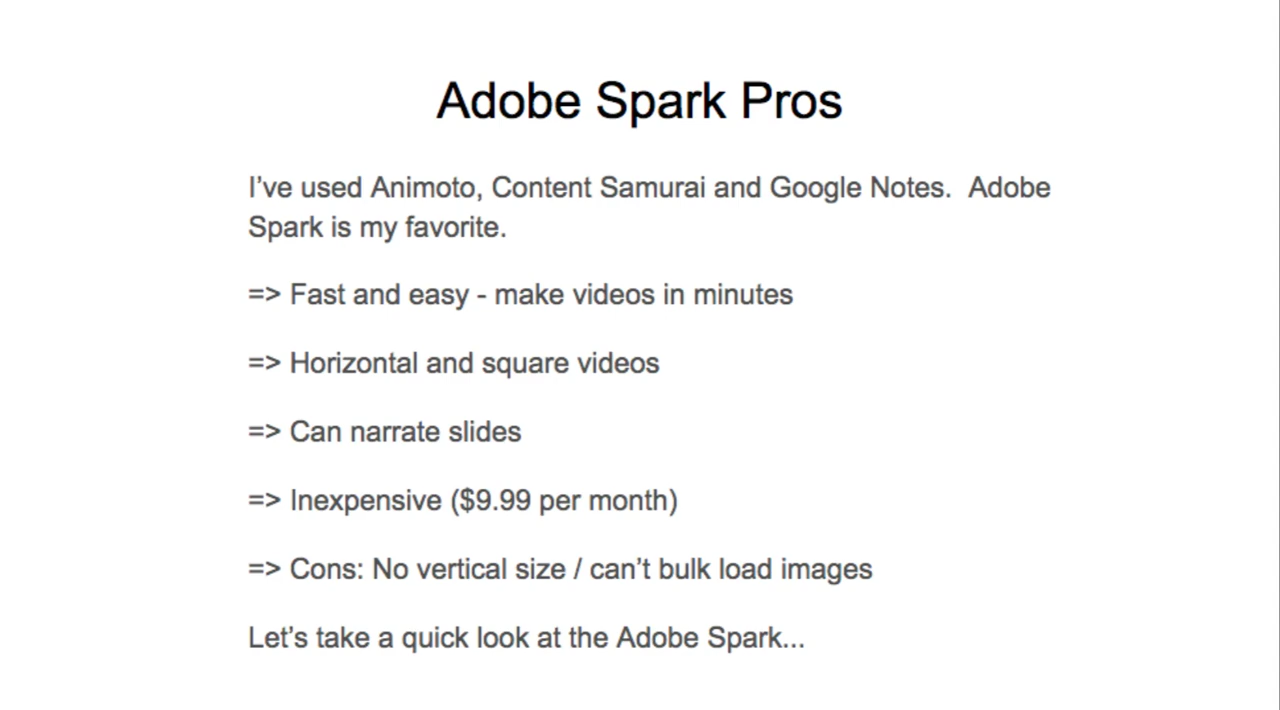 Adobe Spark Pros
I’ve used Animoto, Content Samurai and Google Notes.  Adobe
Spark is my favorite.
=> Fast and easy - make videos in minutes
=> Horizontal and square videos
=> Can narrate slides
=> Inexpensive ($9.99 per month)
=> Cons: No vertical size / can’t bulk load images
Let’s take a quick look at the Adobe Spark...